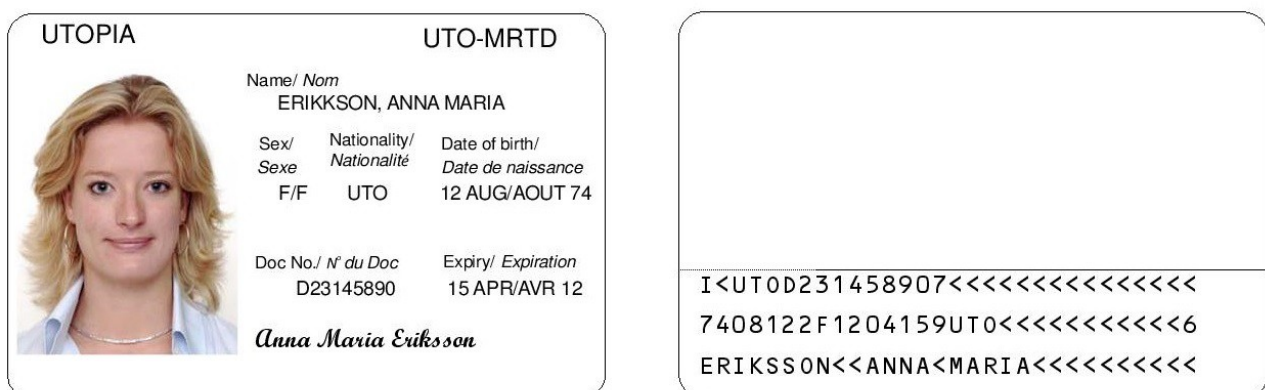 UTOPIA
UTO-MRTD
Name/ Nom
ERIKKSON, ANNA MARIA
Sex/ Sexe
F/F
Nationality/ Nationalité
UTO
Date of birth/ Date de naissance
12 AUG/AOUT 74
Doc No./ N° du Doc
D23145890
Expiry/ Expiration
15 APR/AVR 12
Anna Maria Eriksson
I<UTOD231458907<<<<<<<<<<<<<<<
7408122F1204159UTO<<<<<<<<<<<6
ERIKSSON<<ANNA<MARIA<<<<<<<<<<